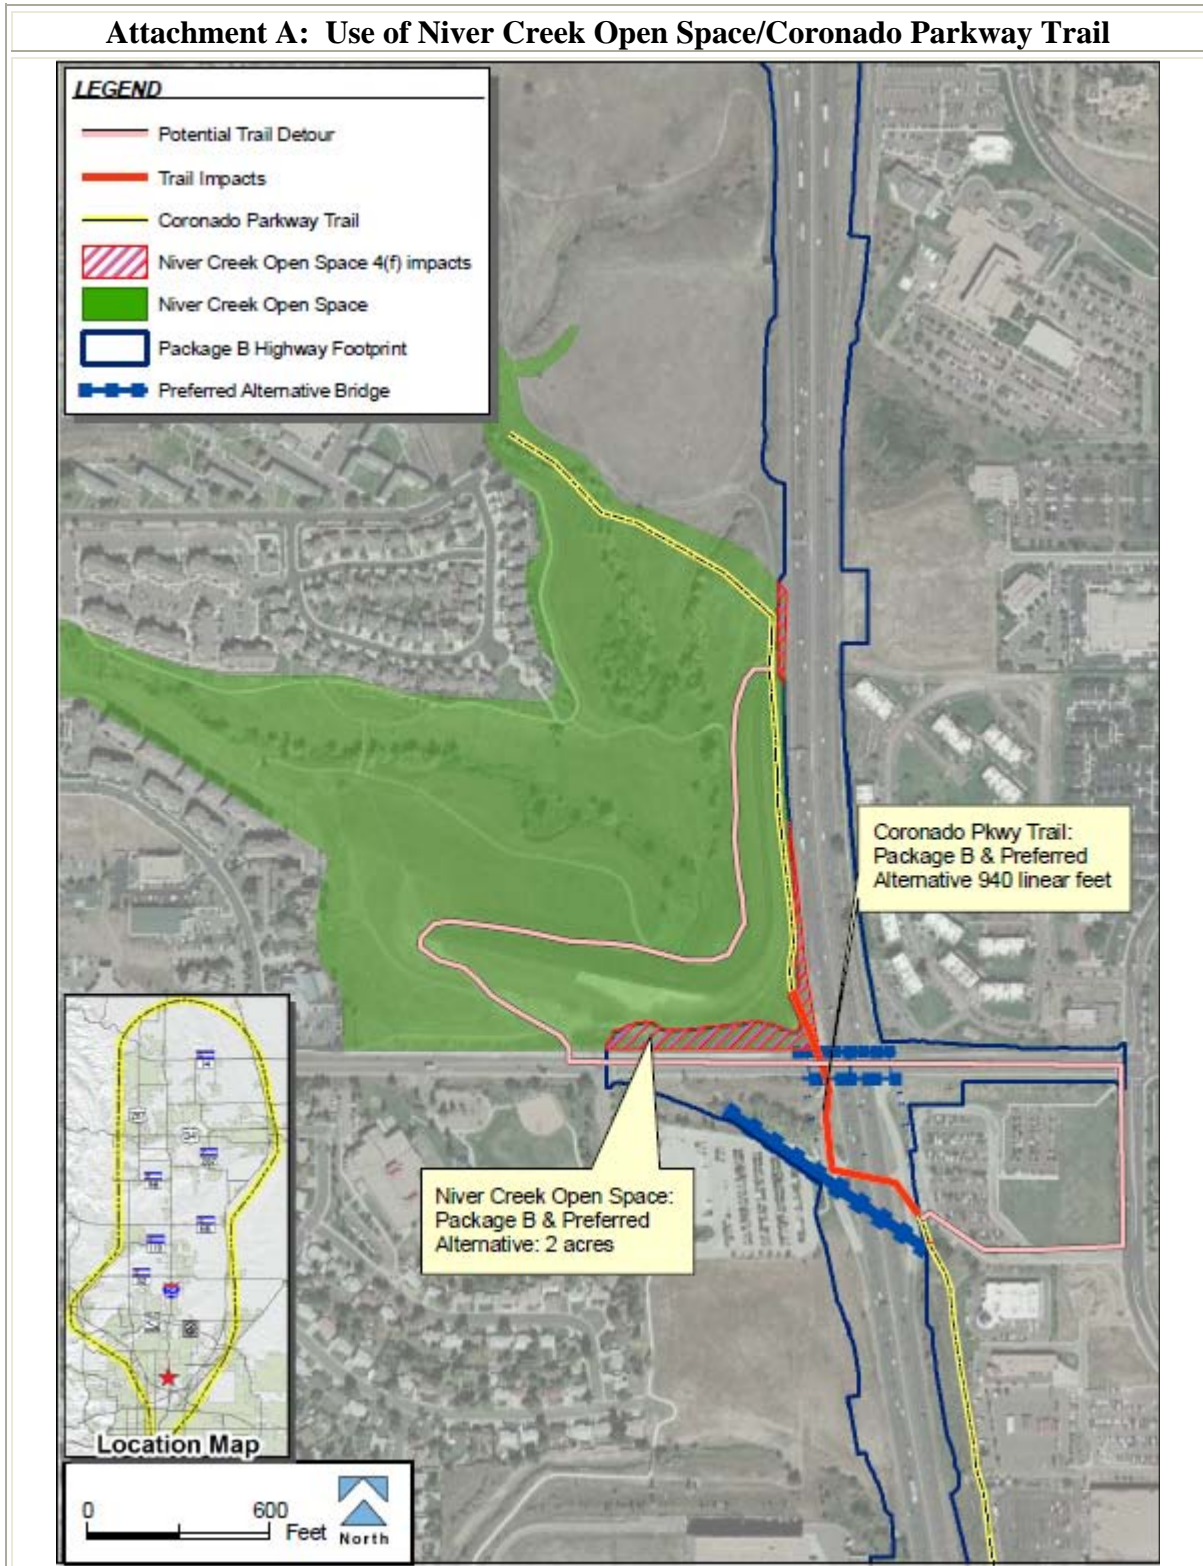 Attachment A: Use of Niver Creek Open Space/Coronado Parkway Trail
LEGEND
Potential Trail Detour
Trail Impacts
Coronado Parkway Trail
Niver Creek Open Space 4(f) impacts
Niver Creek Open Space
Package B Highway Footprint
Preferred Alternative Bridge
Coronado Pkwy Trail:
Package B & Preferred
Alternative 940 linear feet
Niver Creek Open Space:
Package B & Preferred
Alternative: 2 acres
Location Map
0 600
Feet
North